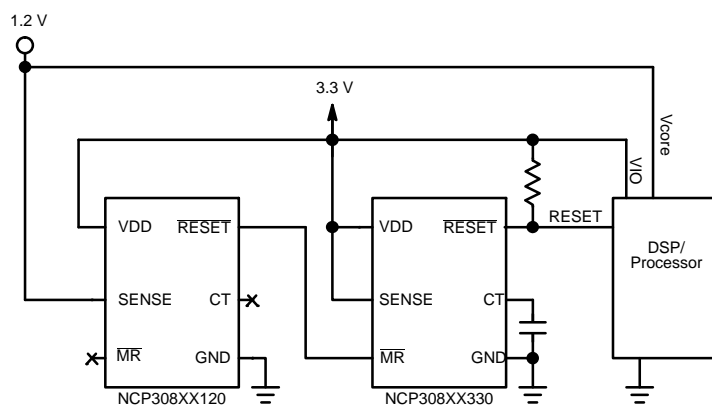 1.2 V
3.3 V
Vcore
VIO
VDD
RESET
SENSE
CT
MR
GND
NCP308XX120
VDD
RESET
SENSE
CT
MR
GND
NCP308XX330
RESET
DSP/
Processor